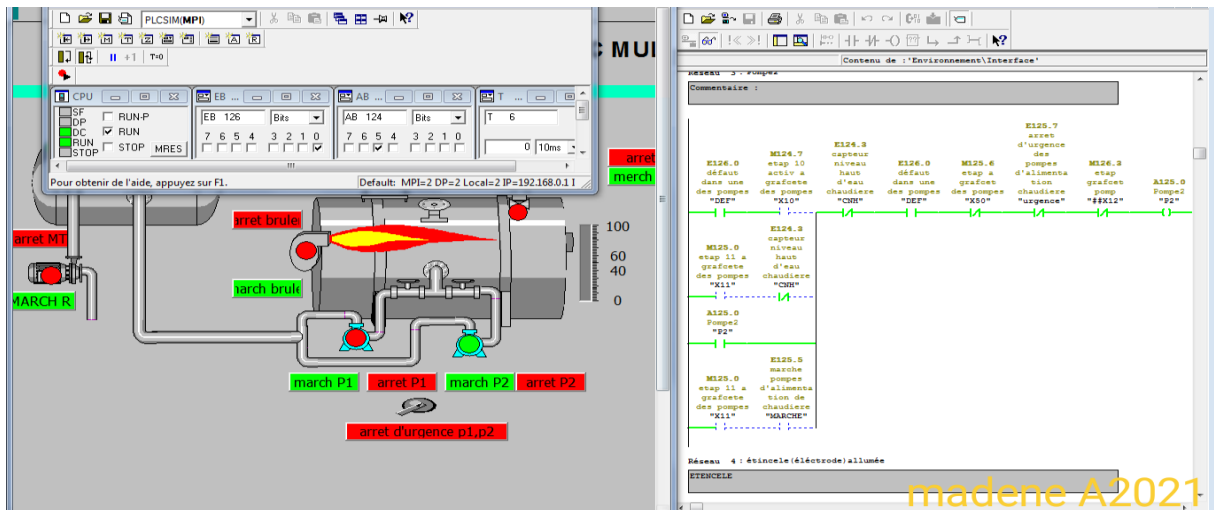 PLCSIM(MPI)
T=0
C MUI
CPU
EB ...
AB ...
T ...
SF
DP
DC
RUN
STOP
RUN-P
RUN
STOP
MRES
EB 126
Bits
7 6 5 4 3 2 1 0
AB 124
Bits
7 6 5 4 3 2 1 0
T 6
0
10ms
Pour obtenir de l'aide, appuyez sur F1.
Default: MPI=2 DP=2 Local=2 IP=192.168.0.1 I
arret
merch
arret brule
arret MT
MARCH R
march brule
100
60
40
0
march P1
arret P1
march P2
arret P2
arret d'urgence p1,p2
Contenu de :'Environnement\Interface'
Réseau 3 : Pompe2
Commentaire :
E126.0
défaut
dans une
des pompes
"DEF"
M124.7
etap 10
activ a
grafcete
des pompes
"X10"
E124.3
capteur
niveau
haut
d'eau
chaudiere
"CNH"
E126.0
défaut
dans une
des pompes
"DEF"
M125.6
etap a
grafcet
des pompes
"X50"
E125.7
arret
d'urgence
des
pompes
d'alimenta
tion
chaudiere
"urgence"
M126.3
etap
grafcet
pomp
"##X12"
A125.0
Pompe2
"P2"
M125.0
etap 11 a
grafcete
des pompes
"X11"
E124.3
capteur
niveau
haut
d'eau
chaudiere
"CNH"
A125.0
Pompe2
"P2"
M125.0
etap 11 a
grafcete
des pompes
"X11"
E125.5
marche
pompes
d'alimenta
tion de
chaudiere
"MARCHE"
Réseau 4 : étincele(éléctrode)allumée
ETENCELE
madene A2021